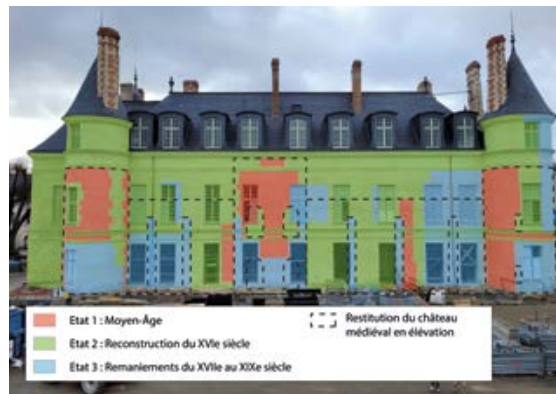 Etat 1 : Moyen-Âge
Etat 2 : Reconstruction du XVIe siècle
Etat 3 : Remaniements du XVIIe au XIXe siècle
Restitution du château
médiéval en élévation